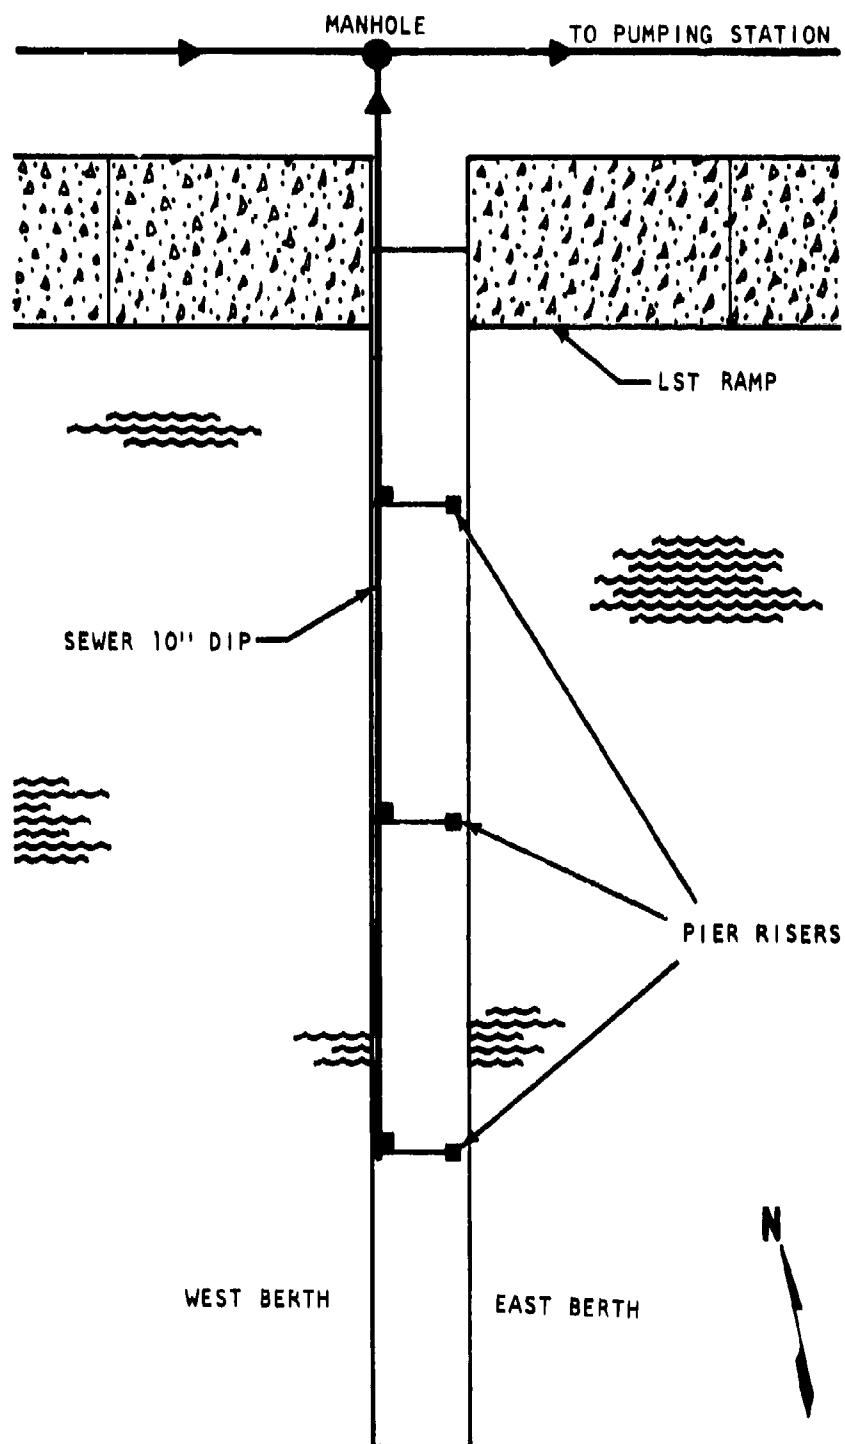 MANHOLE
TO PUMPING STATION
LST RAMP
SEWER 10" DIP
PIER RISERS
N
WEST BERTH
EAST BERTH